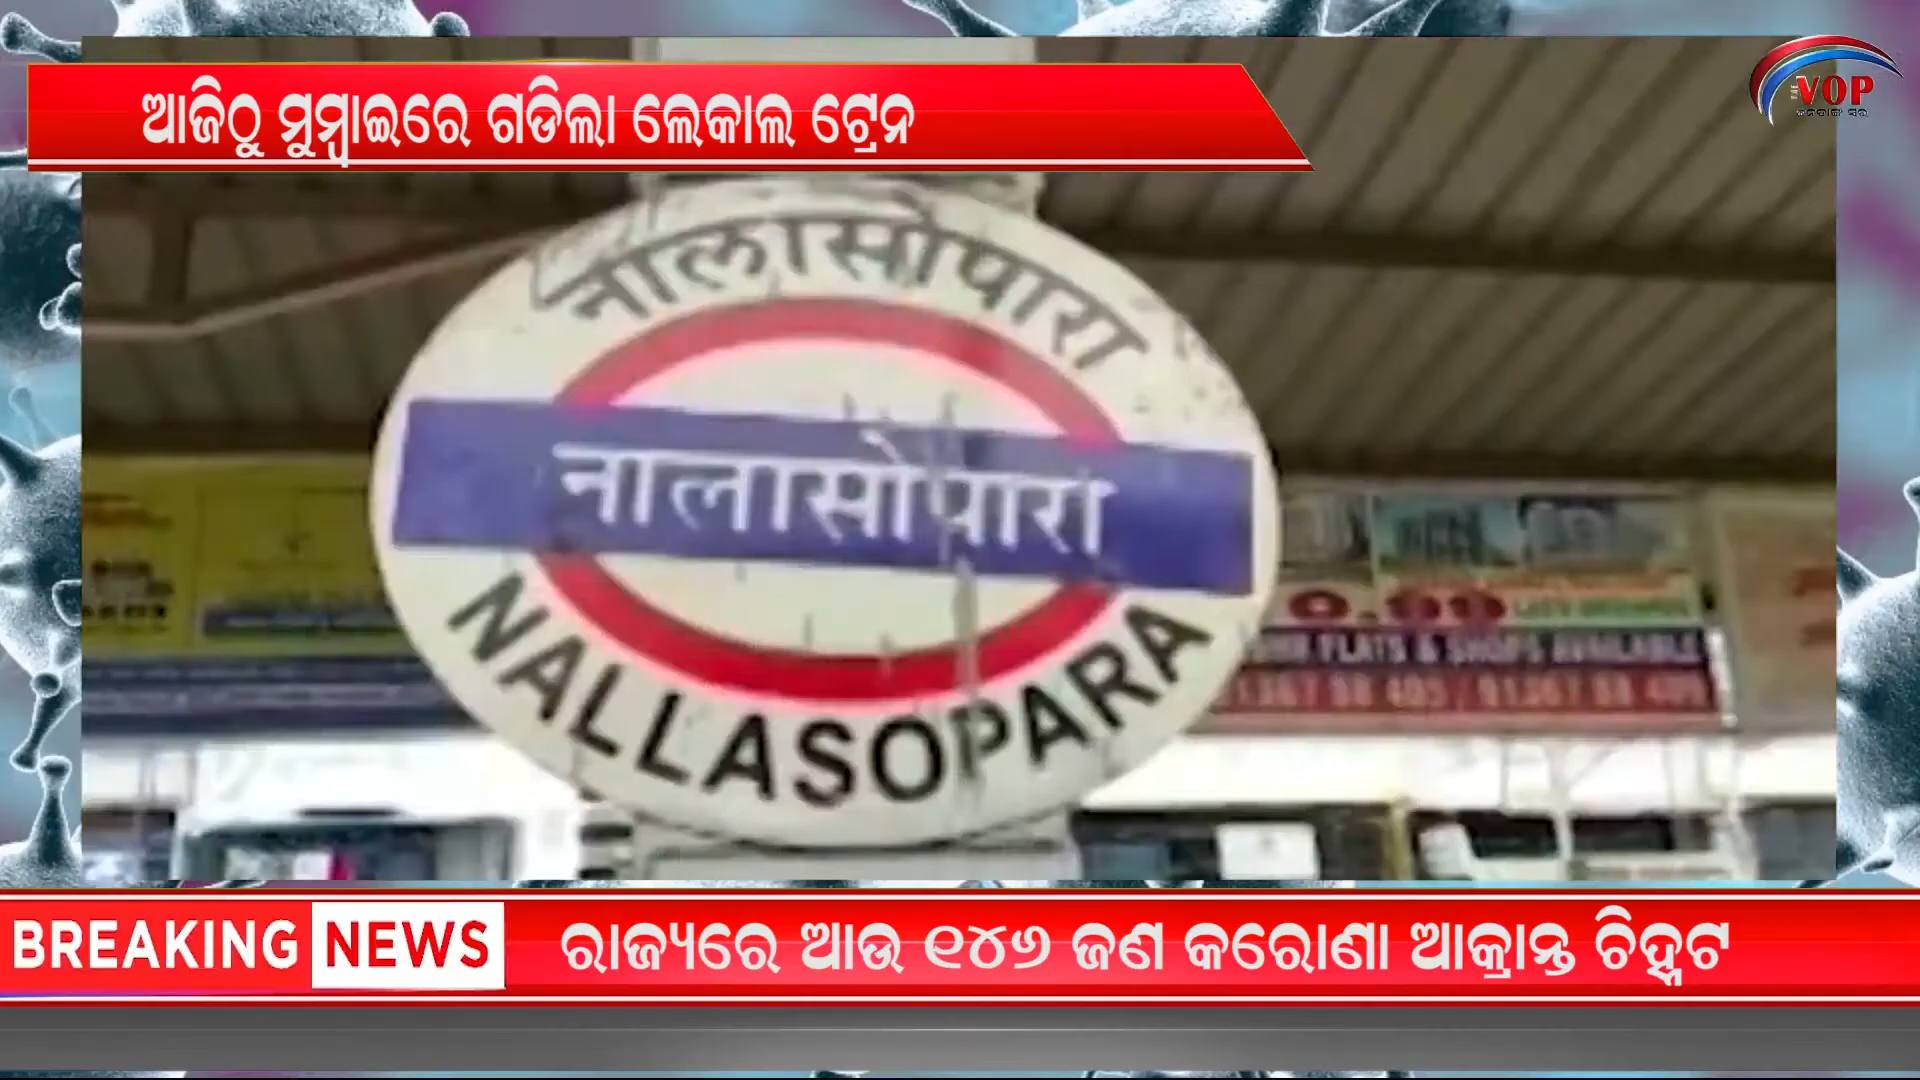 ଆଜିଠୁ ମୁମ୍ବାଇରେ ଗଡିଲା ଲେକାଲ ଟ୍ରେନ
VOP
नालासोपारा
नालासोपारा
NALLASOPARA
FLATS & SHOPS AVAILABLE
BREAKING NEWS
ରାଜ୍ୟରେ ଆଉ ୧୪୬ ଜଣ କରୋଣା ଆକ୍ରାନ୍ତ ଚିହ୍ନଟ